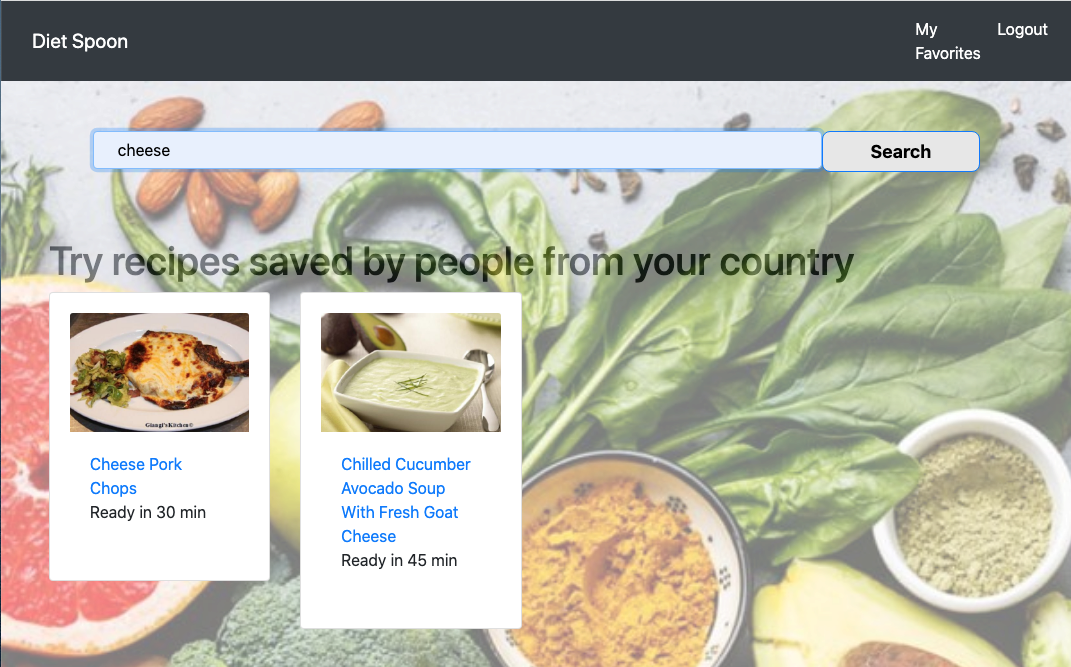 Diet Spoon
My
Favorites
Logout
cheese
Search
Try recipes saved by people from your country
Giangi'sKitchen©
Cheese Pork
Chops
Ready in 30 min
Chilled Cucumber
Avocado Soup
With Fresh Goat
Cheese
Ready in 45 min